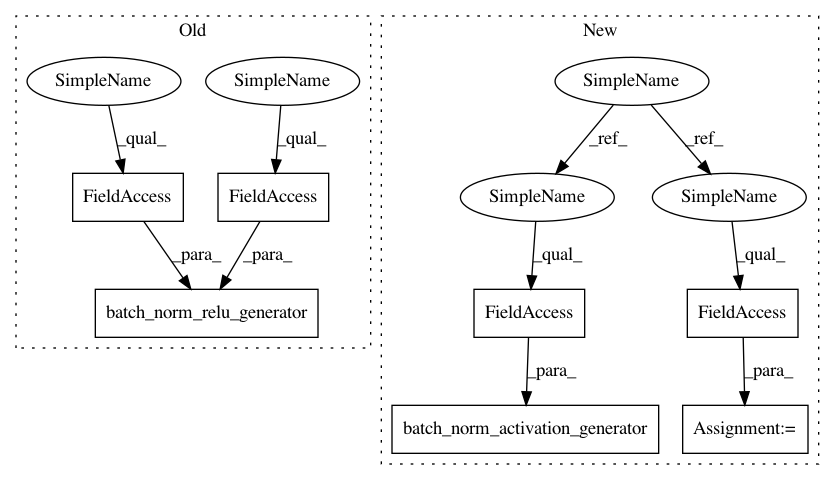 Old
New
SimpleName
SimpleName
SimpleName
_qual_
_qual_
_ref_
_ref_
FieldAccess
FieldAccess
SimpleName
SimpleName
_para_
_para_
_qual_
_qual_
batch_norm_relu_generator
FieldAccess
FieldAccess
_para_
_para_
batch_norm_activation_generator
Assignment:=